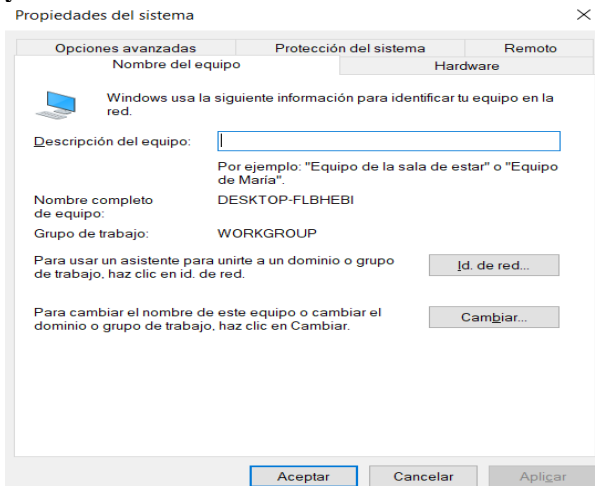 Propiedades del sistema
Opciones avanzadas Protección del sistema Remoto
Nombre del equipo Hardware
Windows usa la siguiente información para identificar tu equipo en la
red.
Descripción del equipo:
Por ejemplo: "Equipo de la sala de estar" o "Equipo
de María".
Nombre completo
de equipo:
DESKTOP-FLBHEBI
Grupo de trabajo: WORKGROUP
Para usar un asistente para unirte a un dominio o grupo
de trabajo, haz clic en id. de red.
Id. de red...
Para cambiar el nombre de este equipo o cambiar el
dominio o grupo de trabajo, haz clic en Cambiar.
Cambiar...
Aceptar Cancelar Aplicar